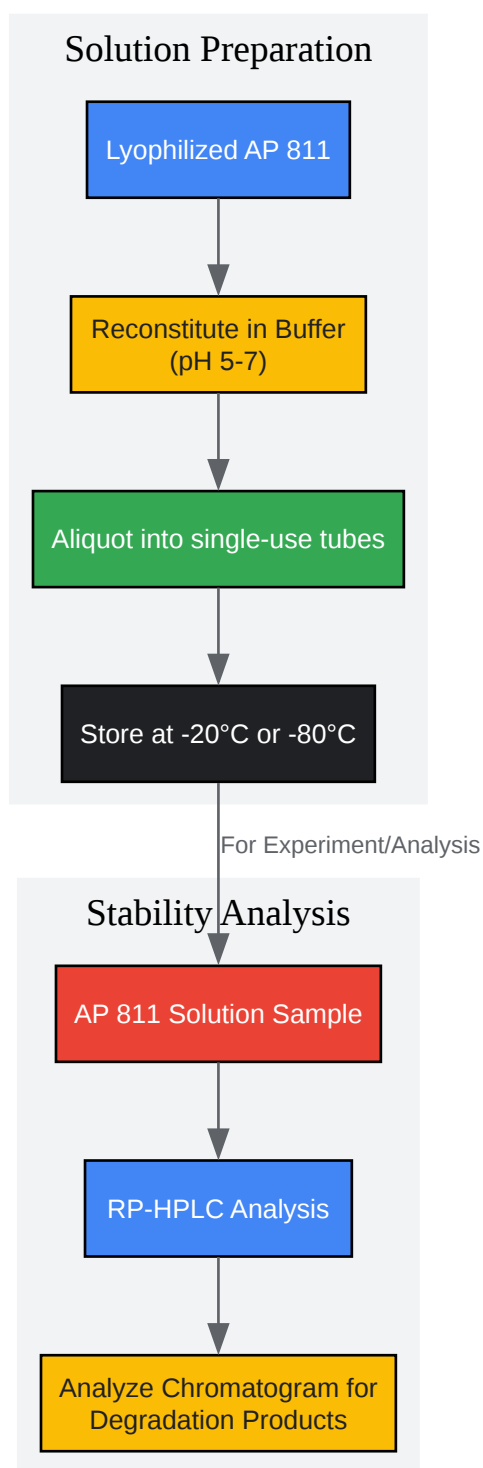 Solution Preparation
Lyophilized AP 811
Reconstitute in Buffer
(pH 5-7)
Aliquot into single-use tubes
Store at -20°C or -80°C
For Experiment/Analysis
Stability Analysis
AP 811 Solution Sample
RP-HPLC Analysis
Analyze Chromatogram for
Degradation Products